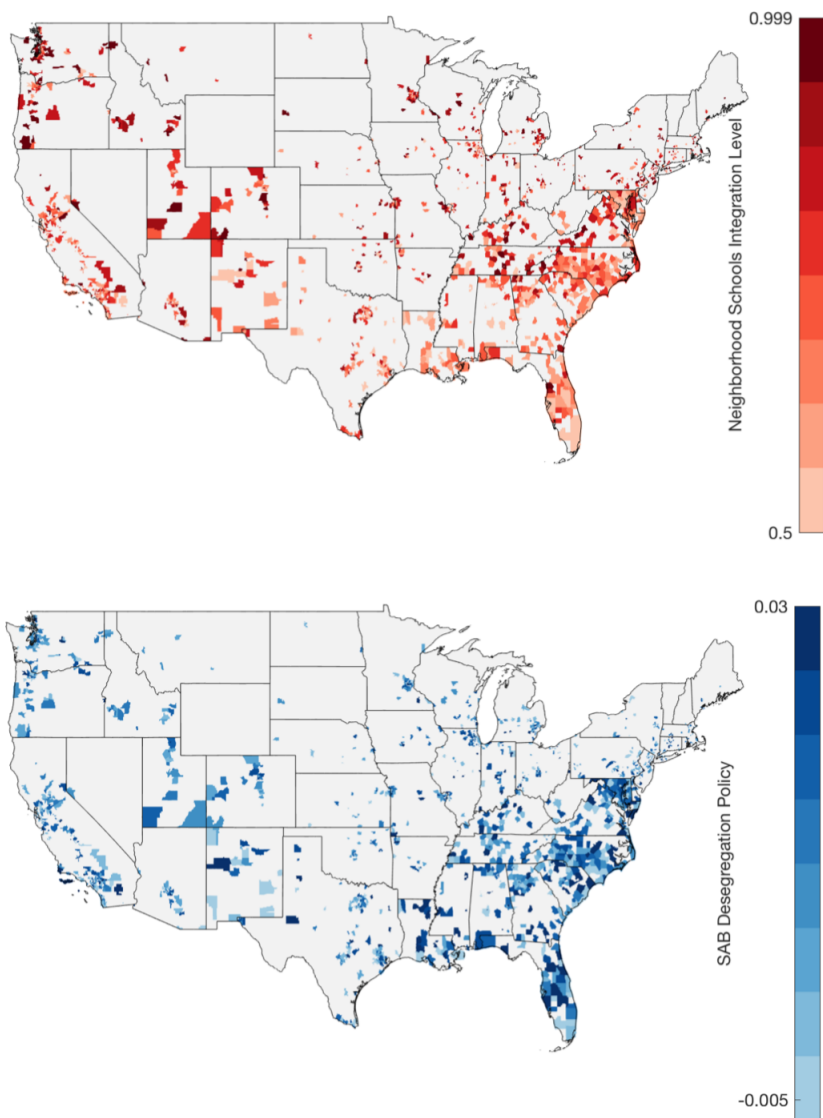 0.999
Neighborhood Schools Integration Level
0.5
0.03
SAB Desegregation Policy
-0.005